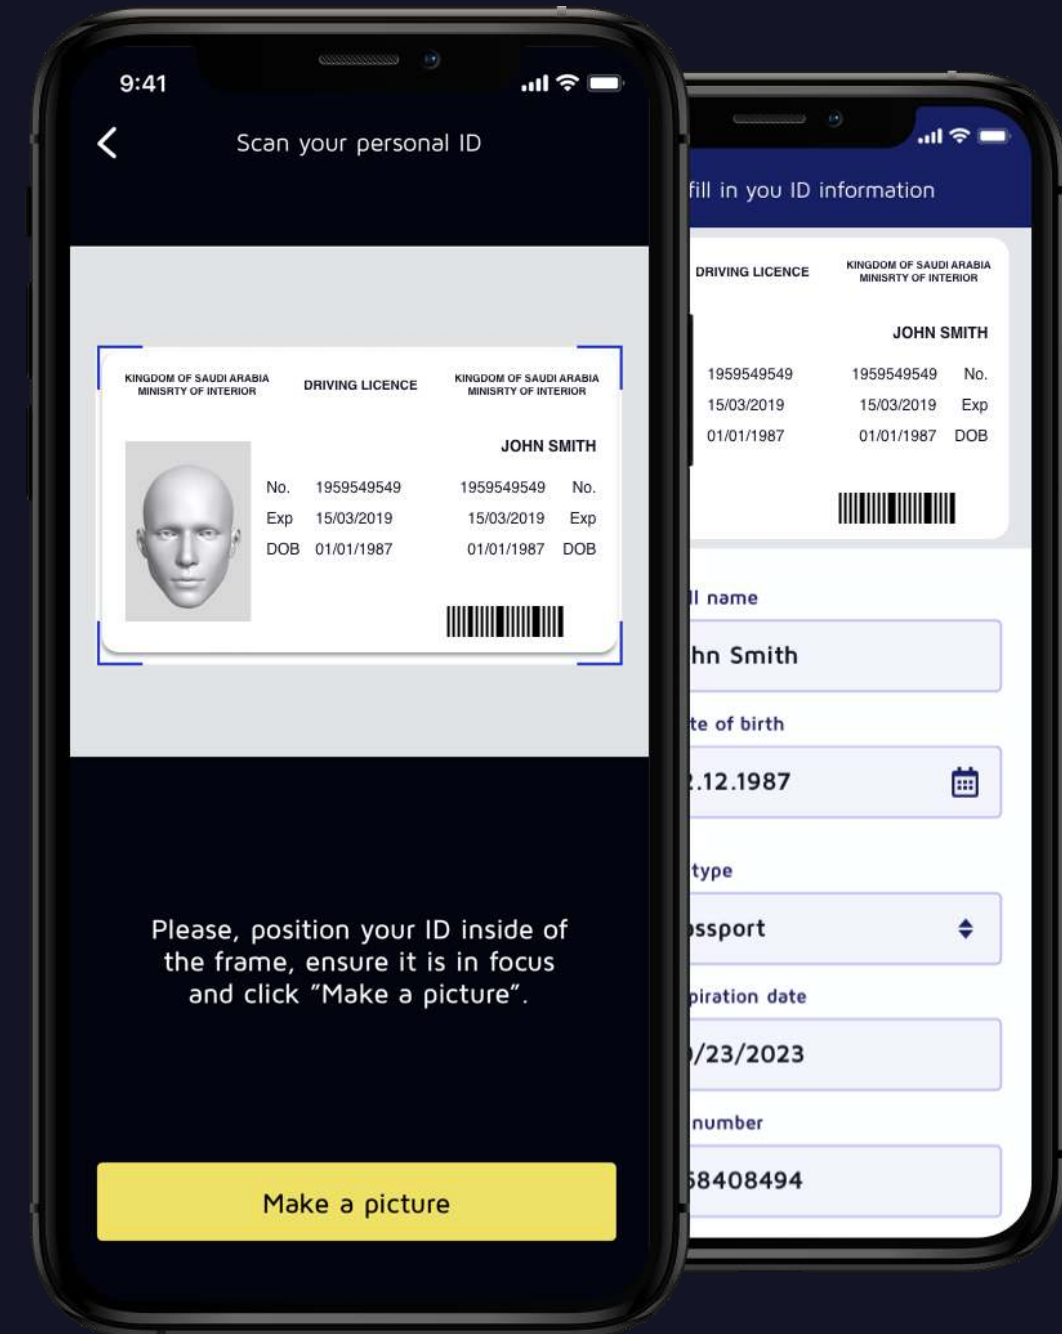 9:41
Scan your personal ID
KINGDOM OF SAUDI ARABIA
MINISRTY OF INTERIOR
DRIVING LICENCE
KINGDOM OF SAUDI ARABIA
MINISRTY OF INTERIOR
JOHN SMITH
No. 1959549549 1959549549 No.
Exp 15/03/2019 15/03/2019 Exp
DOB 01/01/1987 01/01/1987 DOB
Please, position your ID inside of
the frame, ensure it is in focus
and click "Make a picture".
Make a picture
fill in you ID information
DRIVING LICENCE
KINGDOM OF SAUDI ARABIA
MINISRTY OF INTERIOR
JOHN SMITH
1959549549 1959549549 No.
15/03/2019 15/03/2019 Exp
01/01/1987 01/01/1987 DOB
name
Smith
of birth
.12.1987
type
date
/23/2023
number
58408494